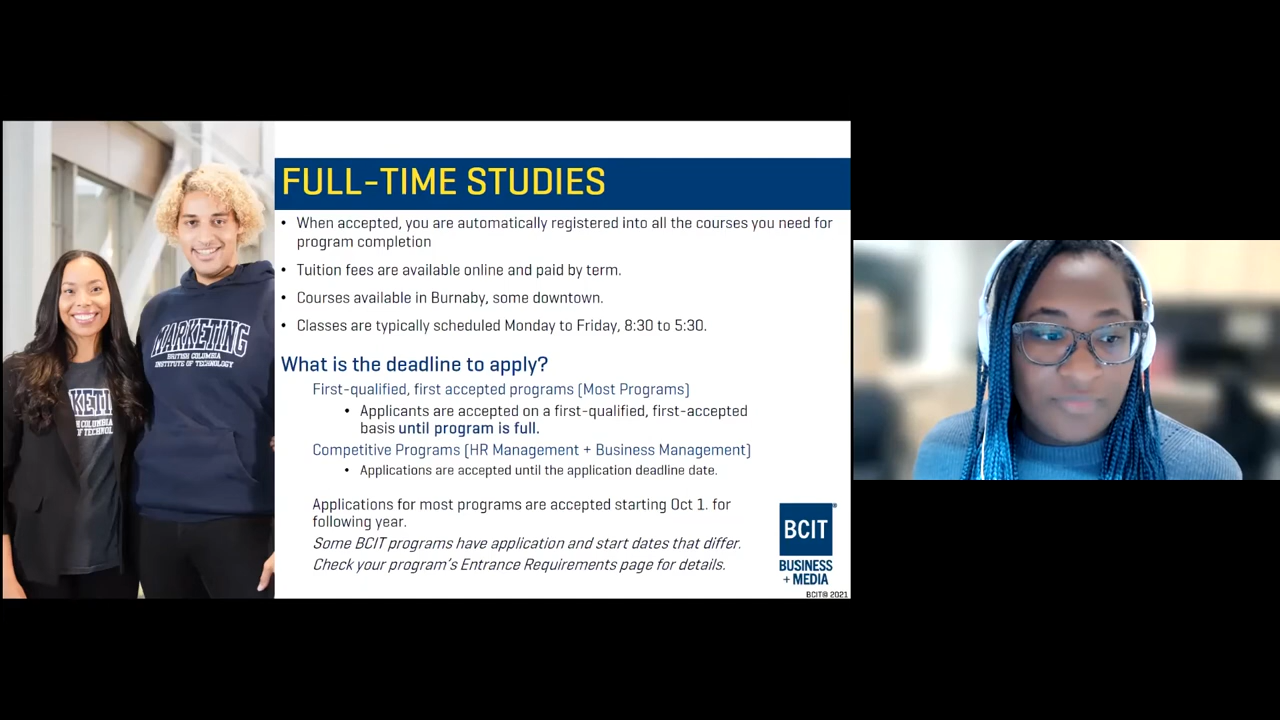 FULL-TIME STUDIES
• When accepted, you are automatically registered into all the courses you need for
program completion
• Tuition fees are available online and paid by term.
• Courses available in Burnaby, some downtown.
• Classes are typically scheduled Monday to Friday, 8:30 to 5:30.
What is the deadline to apply?
First-qualified, first accepted programs (Most Programs)
• Applicants are accepted on a first-qualified, first-accepted
basis until program is full.
Competitive Programs (HR Management + Business Management)
• Applications are accepted until the application deadline date.
Applications for most programs are accepted starting Oct 1. for
following year.
Some BCIT programs have application and start dates that differ.
Check your program's Entrance Requirements page for details.
MARKETING
BRITISH COLUMBIA
INSTITUTE OF TECHNOLOGY
KETI
H COLUMBIA
OF TECHNOL
BCIT®
BUSINESS
+ MEDIA
BCIT© 2021